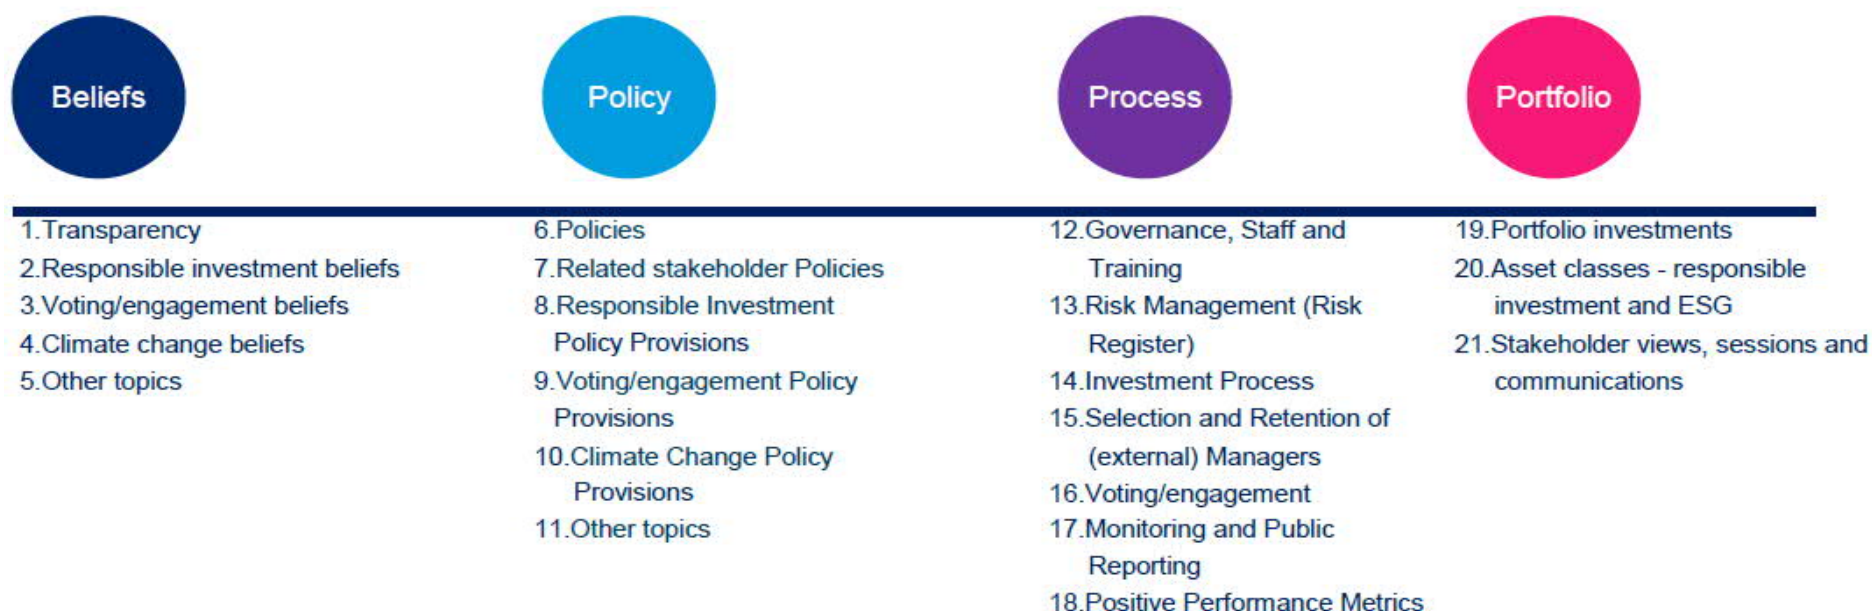 Beliefs
Policy
Process
Portfolio
1.Transparency
2.Responsible investment beliefs
3.Voting/engagement beliefs
4.Climate change beliefs
5.Other topics
6.Policies
7.Related stakeholder Policies
8.Responsible Investment
Policy Provisions
9.Voting/engagement Policy
Provisions
10.Climate Change Policy
Provisions
11.Other topics
12.Governance, Staff and
Training
13.Risk Management (Risk
Register)
14.Investment Process
15.Selection and Retention of
(external) Managers
16.Voting/engagement
17.Monitoring and Public
Reporting
18.Positive Performance Metrics
19.Portfolio investments
20.Asset classes - responsible
investment and ESG
21.Stakeholder views, sessions and
communications